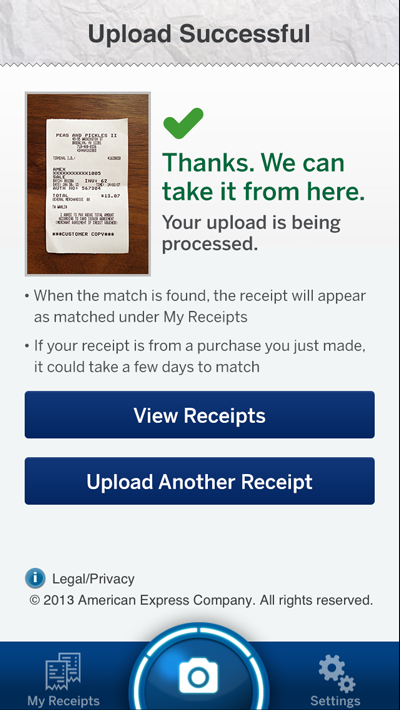 Upload Successful
PEAS AND PICKLES II
AMEX
XXXXXXXXXXX1005
SALE
TOTAL $13.07
***CUSTOMER COPY***
Thanks. We can
take it from here.
Your upload is being
processed.
• When the match is found, the receipt will appear
as matched under My Receipts
• If your receipt is from a purchase you just made,
it could take a few days to match
View Receipts
Upload Another Receipt
i Legal/Privacy
© 2013 American Express Company. All rights reserved.
My Receipts
Settings